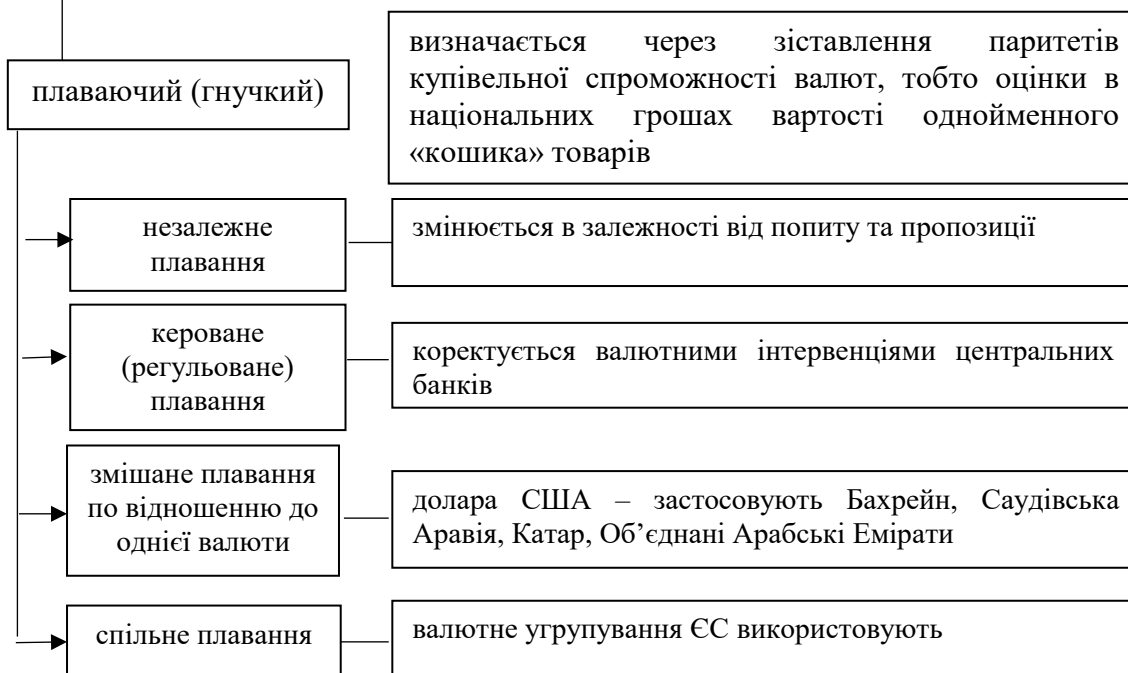 плаваючий (гнучкий)
визначається через зіставлення паритетів
купівельної спроможності валют, тобто оцінки в
національних грошах вартості однойменного
«кошика» товарів
незалежне
плавання
змінюється в залежності від попиту та пропозиції
кероване
(регульоване)
плавання
коректується валютними інтервенціями центральних
банків
змішане плавання
по відношенню до
однієї валюти
долара США – застосовують Бахрейн, Саудівська
Аравія, Катар, Об’єднані Арабські Емірати
спільне плавання
валютне угрупування ЄС використовують